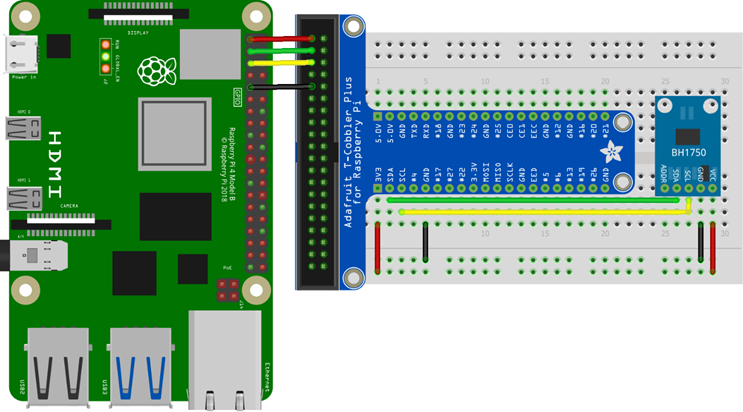 DISPLAY
Power in
RUN
GLOBAL_EN
J2
GPIO
HDMI 0
HDMI
HDMI 1
Raspberry Pi 4 Model B
© Raspberry Pi 2018
CAMERA
A/V
PoE
USB2
USB3
Ethernet
Adafruit T-Cobbler Plus
for Raspberry Pi
5.0V
5.0V
GND
TXD
RXD
#18
GND
#23
#24
GND
#25
CE0
CE1
EEC
GND
#12
GND
#16
#20
#21
3V3
SDA
SCL
#4
GND
#17
#27
#22
3.3V
MOSI
MISO
SCLK
GND
EED
#5
#6
#13
#19
#26
GND
BH1750
ADDR
SDA
SCL
GND
VCC
1
5
10
15
20
25
30
30